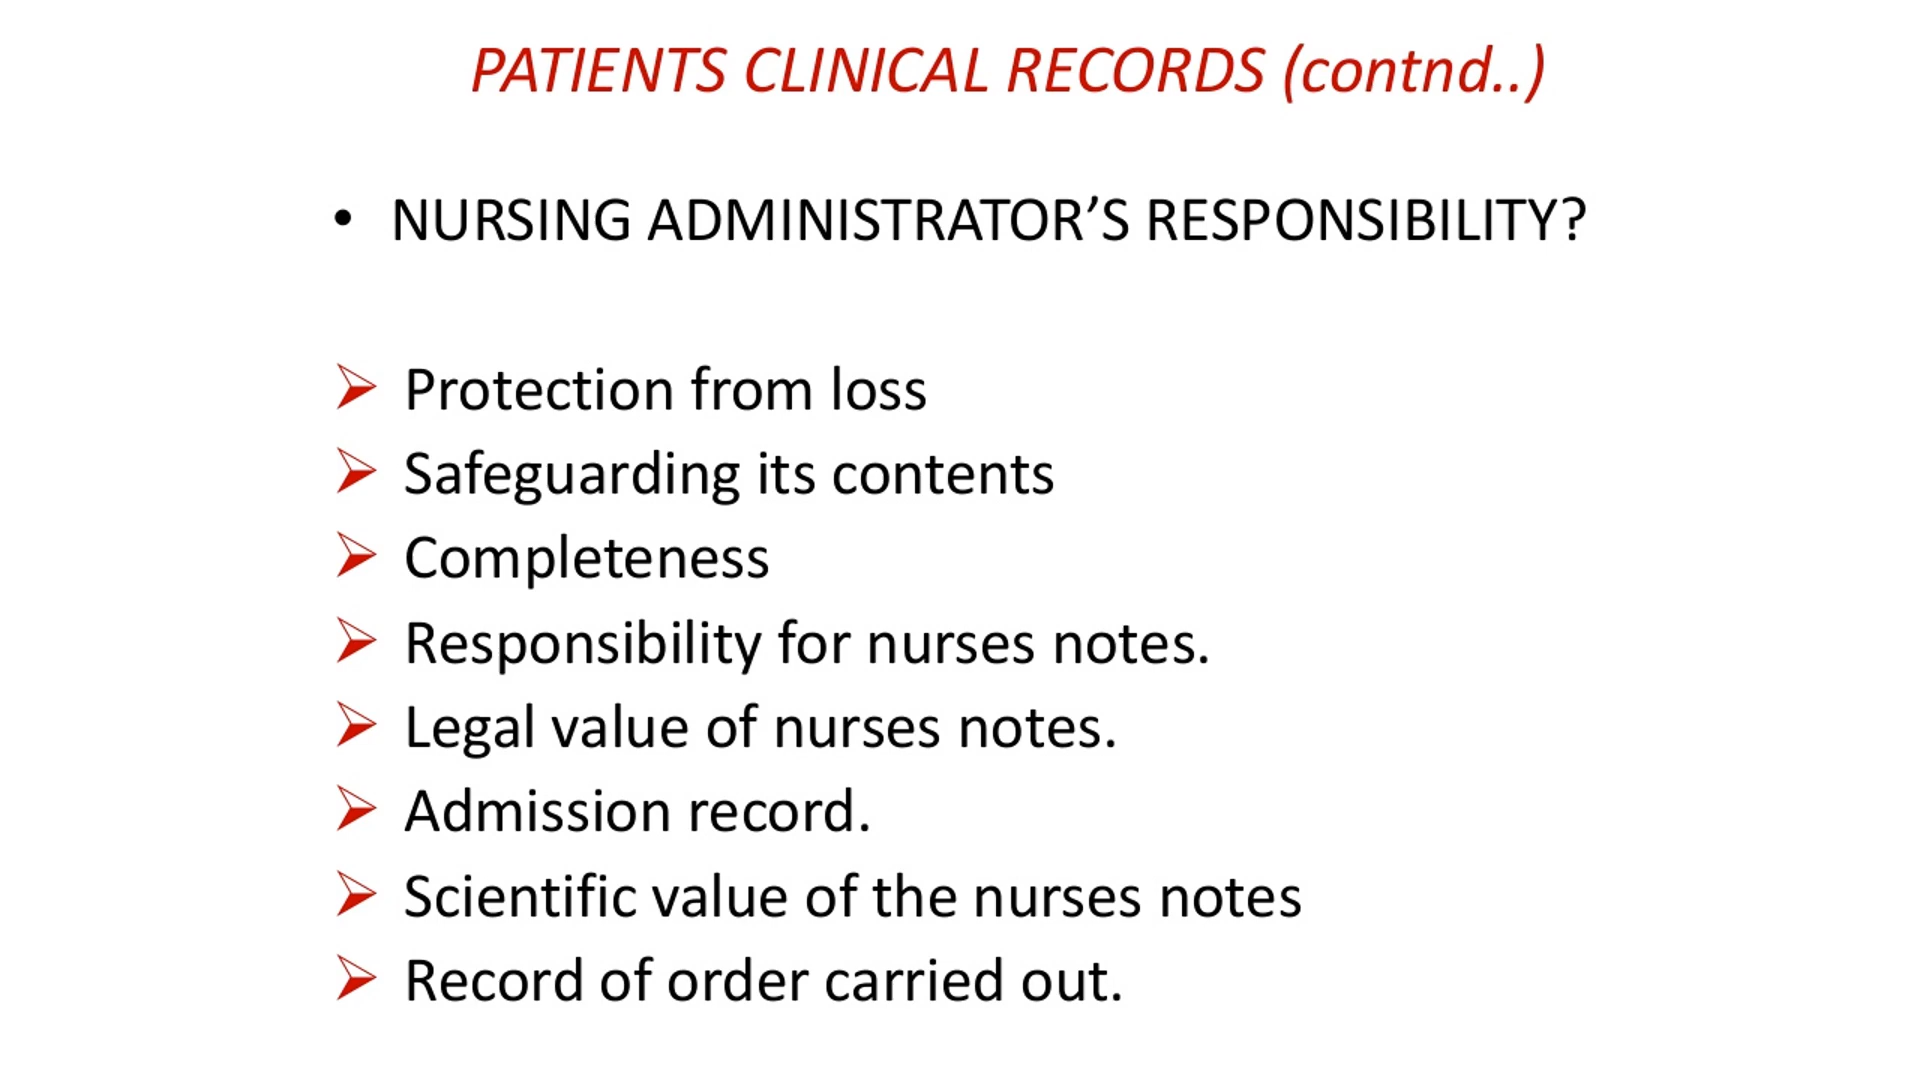 PATIENTS CLINICAL RECORDS (contnd..)
• NURSING ADMINISTRATOR’S RESPONSIBILITY?
➢ Protection from loss
➢ Safeguarding its contents
➢ Completeness
➢ Responsibility for nurses notes.
➢ Legal value of nurses notes.
➢ Admission record.
➢ Scientific value of the nurses notes
➢ Record of order carried out.